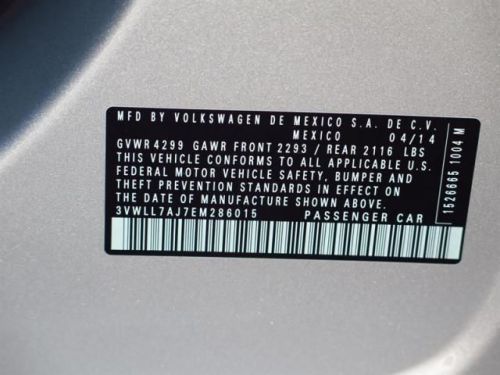 MFD BY VOLKSWAGEN DE MEXICO S.A. DE C.V.
MEXICO 04/14
GVWR 4299 GAWR FRONT 2293 / REAR 2116 LBS
THIS VEHICLE CONFORMS TO ALL APPLICABLE U.S.
FEDERAL MOTOR VEHICLE SAFETY, BUMPER AND
THEFT PREVENTION STANDARDS IN EFFECT ON
THE DATE OF MANUFACTURE SHOWN ABOVE.
3VWLL7AJ7EM286015 PASSENGER CAR
1526665 1004 M